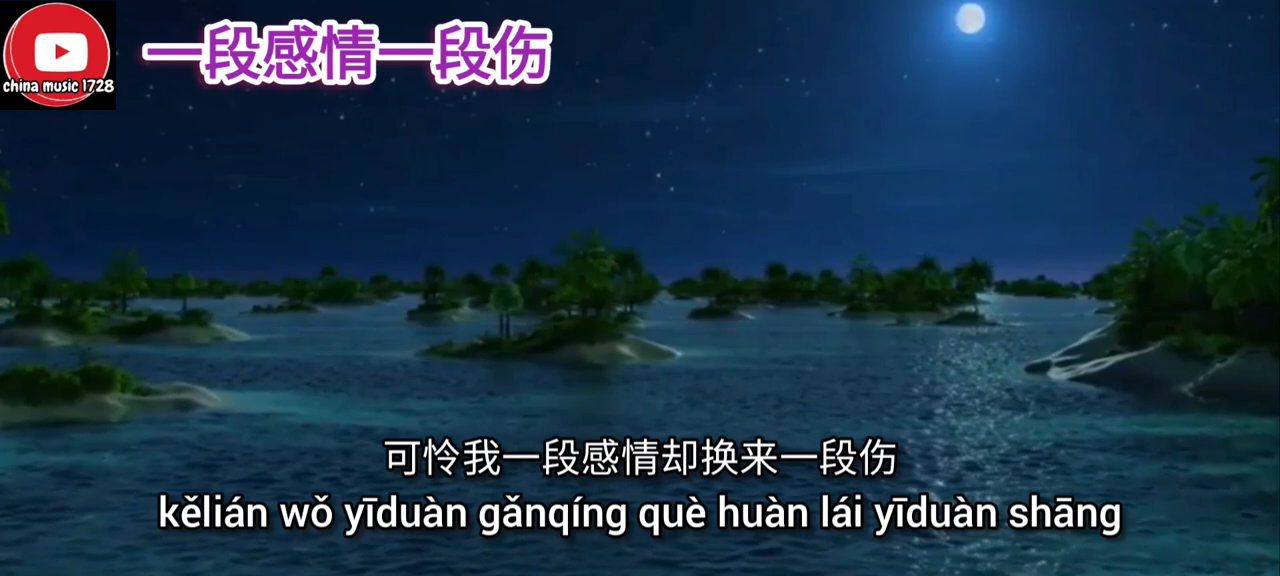 china music 1728
一段感情一段伤
可怜我一段感情却换来一段伤
kělián wǒ yīduàn gǎnqíng què huàn lái yīduàn shāng